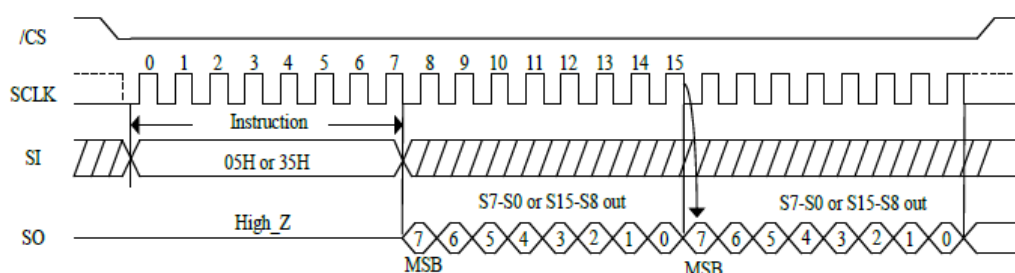 /CS
0 1 2 3 4 5 6 7 8 9 10 11 12 13 14 15
SCLK
Instruction
SI
05H or 35H
S7-S0 or S15-S8 out S7-S0 or S15-S8 out
High_Z
SO
7 6 5 4 3 2 1 0 7 6 5 4 3 2 1 0
MSB MSB